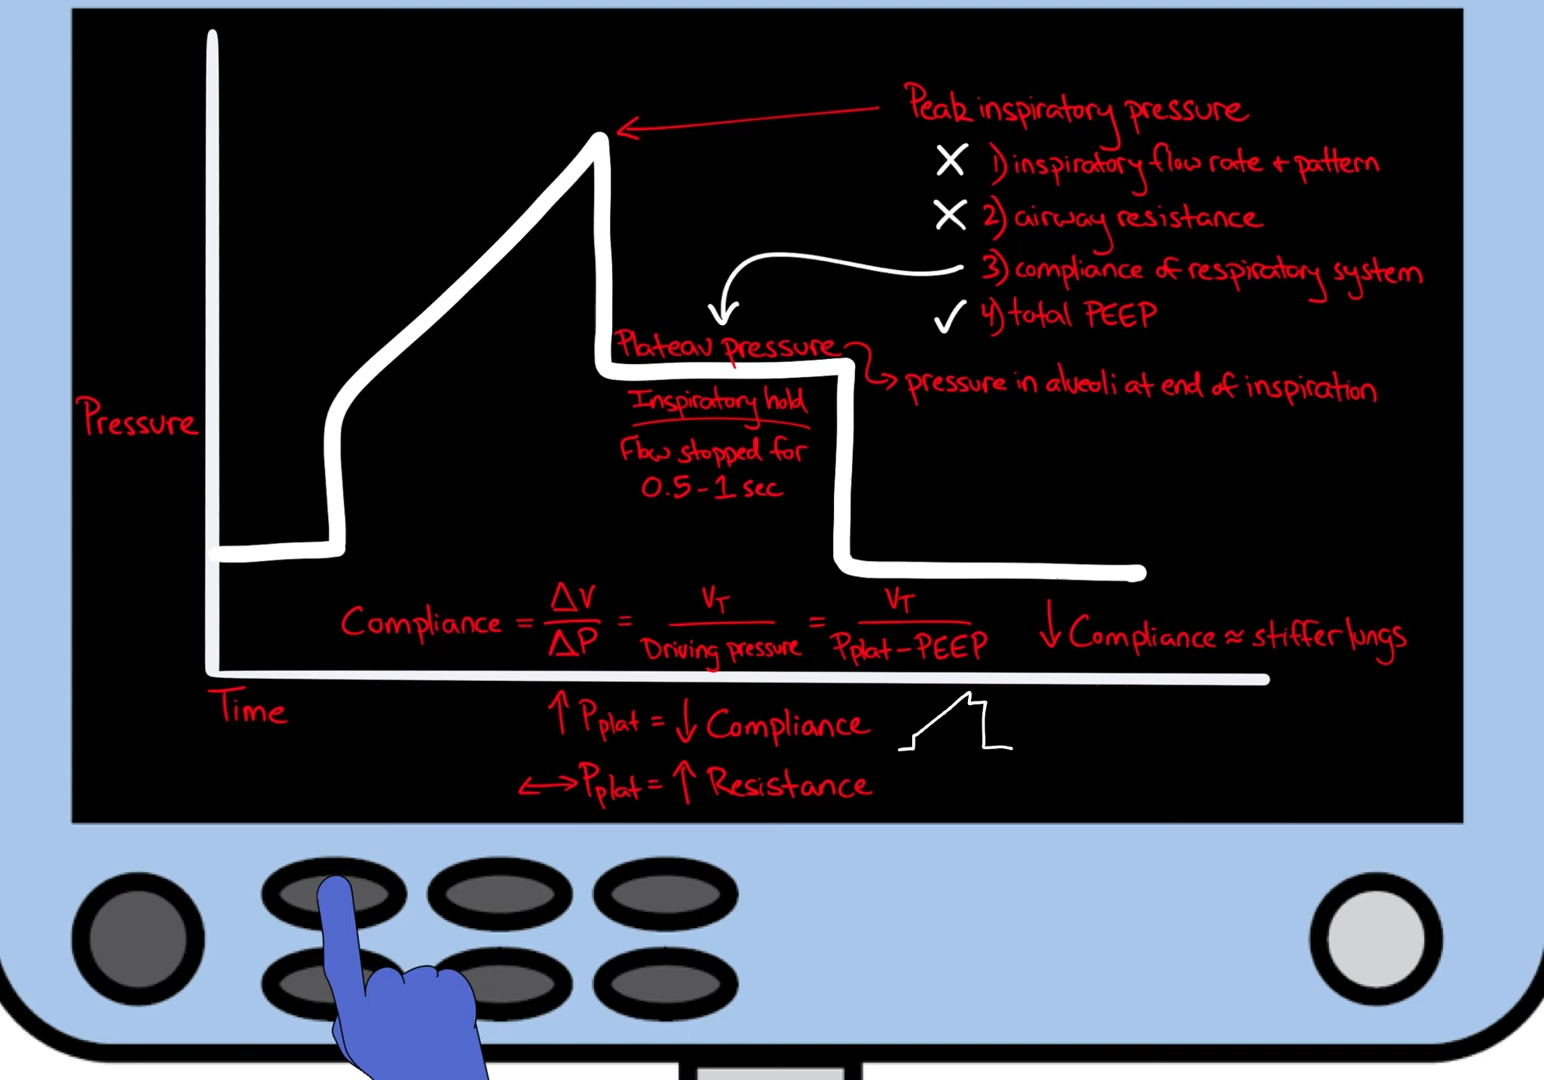 Peak inspiratory pressure
X 1) inspiratory flow rate + pattern
X 2) airway resistance
3) compliance of respiratory system
✓ 4) total PEEP
Plateau pressure
→ pressure in alveoli at end of inspiration
Inspiratory hold
Flow stopped for
0.5-1 sec
Pressure
Compliance = ΔV/ΔP = VT/Driving pressure = VT/Pplat-PEEP
↓ Compliance ≈ stiffer lungs
Time
↑ Pplat = ↓ Compliance
↔ Pplat = ↑ Resistance